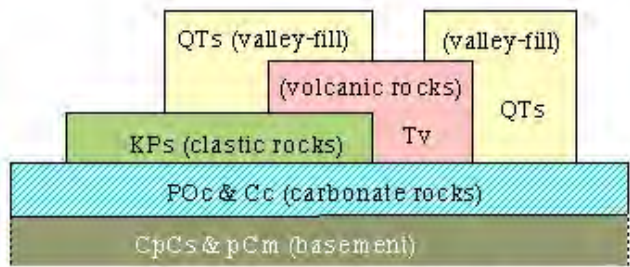 QTs (valley-fill)
(valley-fill)
(volcanic rocks)
QTs
KPs (clastic rocks)
Tv
POc & Cc (carbonate rocks)
CpCs & pCm (basement)